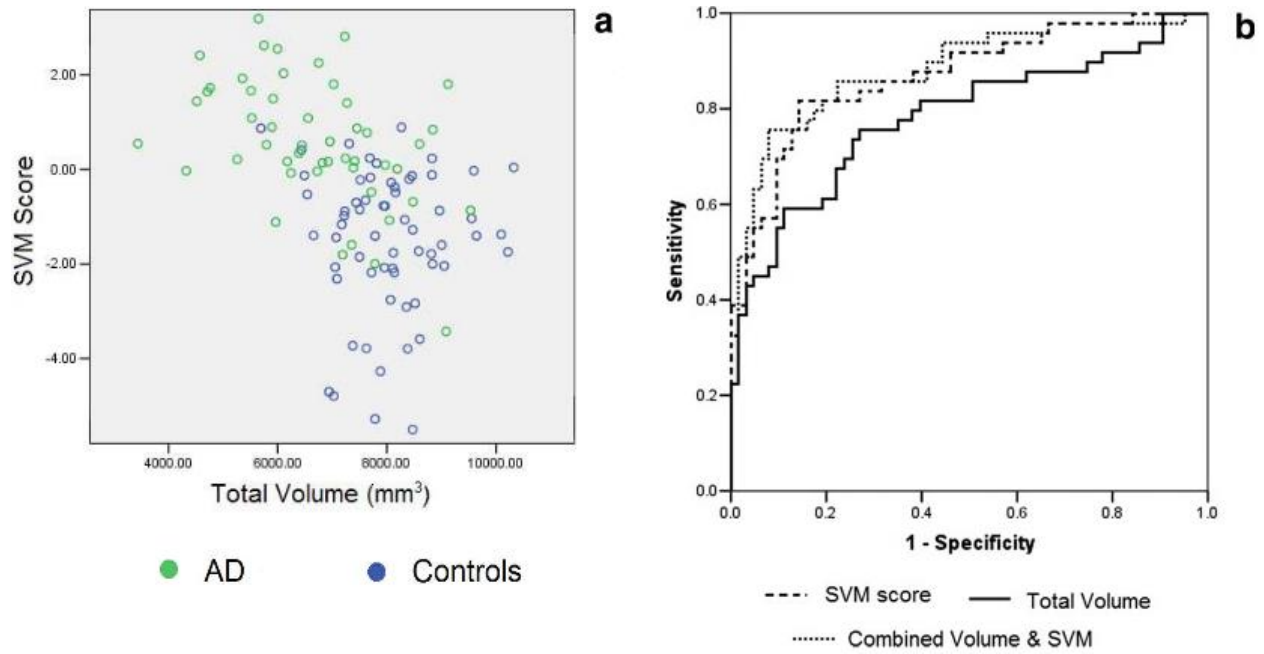 a
2.00
0.00
-2.00
-4.00
SVM Score
4000.00 6000.00 8000.00 10000.00
Total Volume (mm³)
AD Controls
b
1.0
0.8
0.6
0.4
0.2
0.0
Sensitivity
0.0 0.2 0.4 0.6 0.8 1.0
1 - Specificity
SVM score Total Volume
Combined Volume & SVM